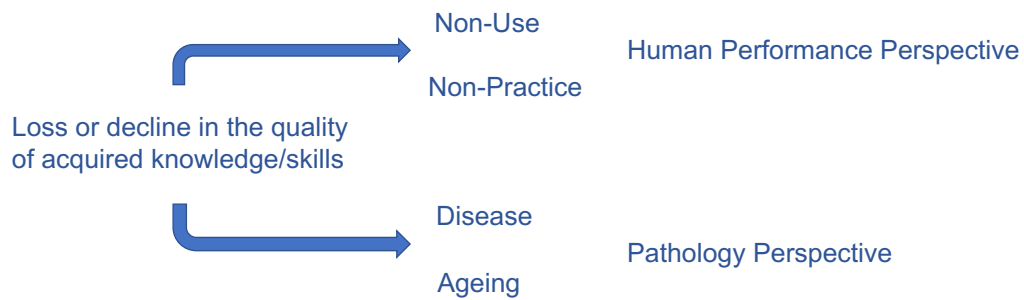 Non-Use
Human Performance Perspective
Non-Practice
Loss or decline in the quality
of acquired knowledge/skills
Disease
Pathology Perspective
Ageing